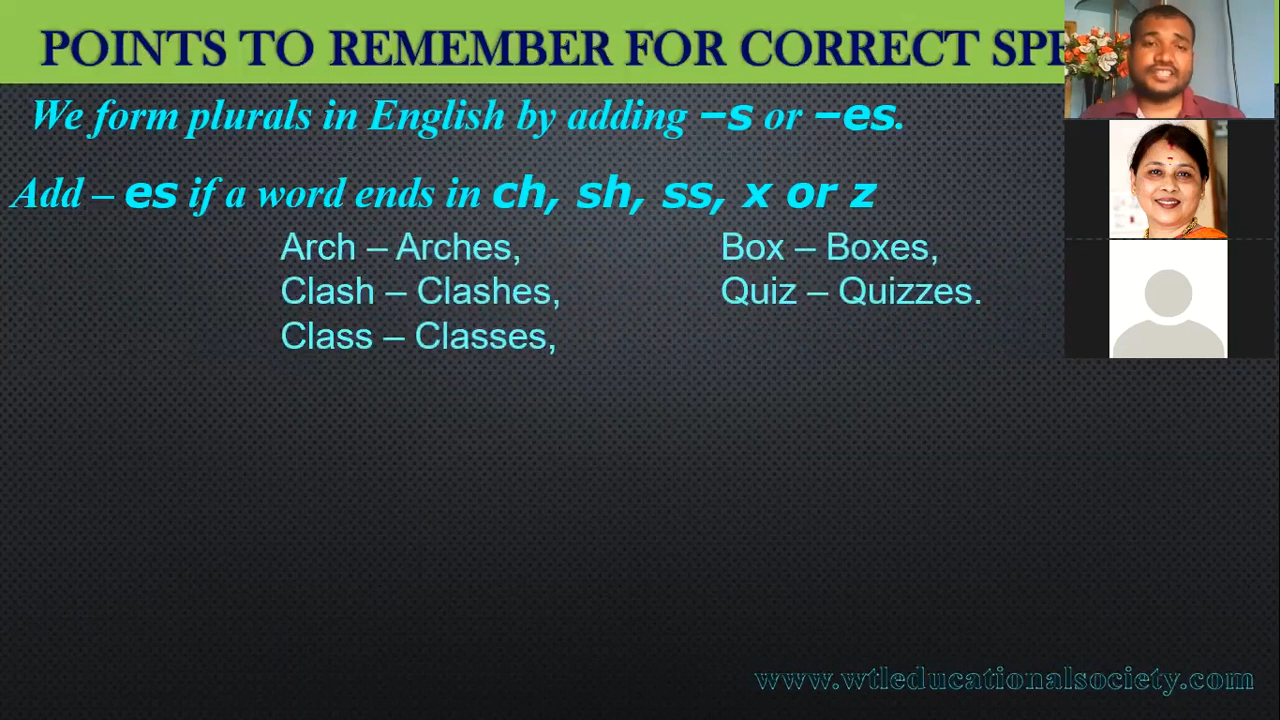 POINTS TO REMEMBER FOR CORRECT
We form plurals in English by adding –s or –es.
Add – es if a word ends in ch, sh, ss, x or z
Arch – Arches,
Clash – Clashes,
Class – Classes,
Box – Boxes,
Quiz – Quizzes.
www.wtleducationalsociety.com